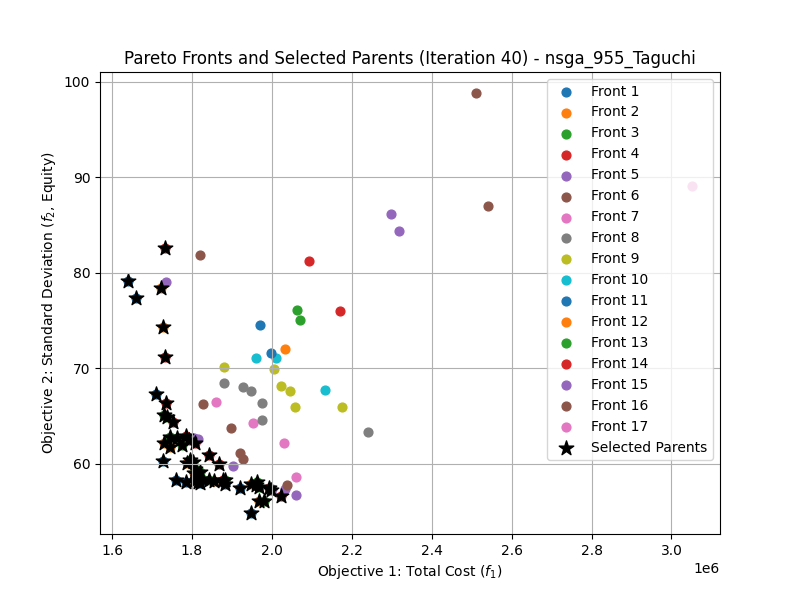 Pareto Fronts and Selected Parents (Iteration 40) - nsga_955_Taguchi
Objective 2: Standard Deviation (f₂, Equity)
100
90
80
70
60
1.6
1.8
2.0
2.2
2.4
2.6
2.8
3.0
1e6
Objective 1: Total Cost (f₁)
Front 1
Front 2
Front 3
Front 4
Front 5
Front 6
Front 7
Front 8
Front 9
Front 10
Front 11
Front 12
Front 13
Front 14
Front 15
Front 16
Front 17
Selected Parents